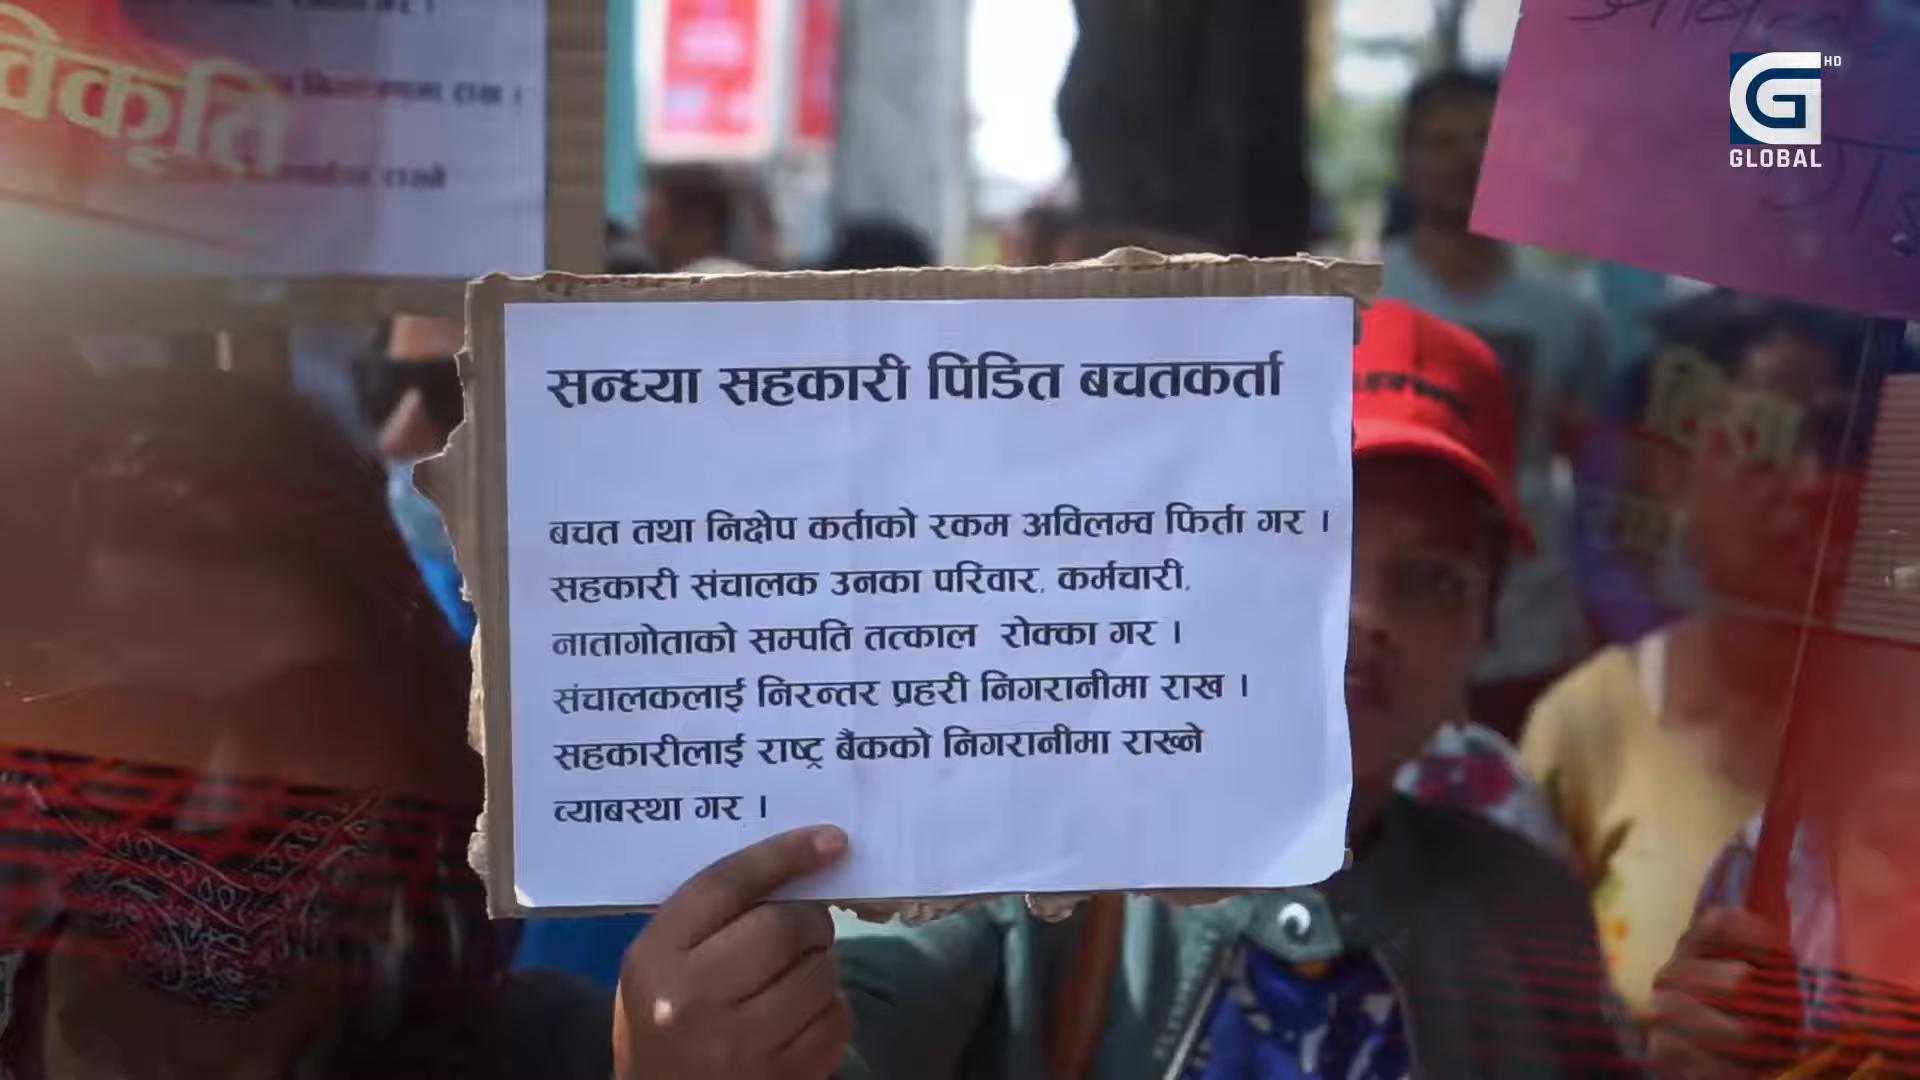 विकृति
HD
GLOBAL
सन्ध्या सहकारी पिडित बचतकर्ता
बचत तथा निक्षेप कर्ताको रकम अविलम्व फिर्ता गर ।
सहकारी संचालक उनका परिवार, कर्मचारी,
नातागोताको सम्पति तत्काल रोक्का गर ।
संचालकलाई निरन्तर प्रहरी निगरानीमा राख ।
सहकारीलाई राष्ट्र बैंकको निगरानीमा राख्ने
व्याबस्था गर ।